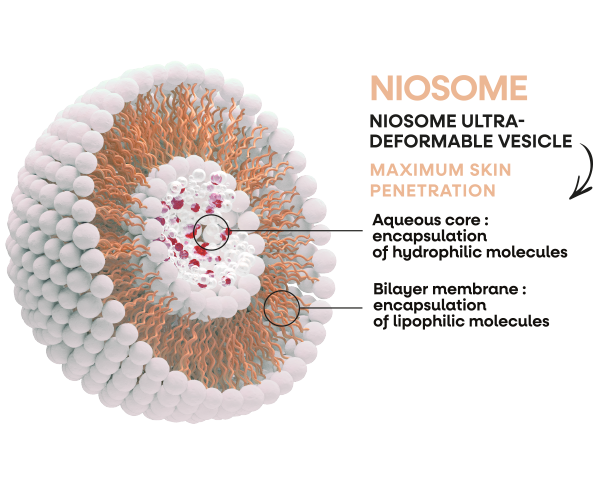 NIOSOME
NIOSOME ULTRA-
DEFORMABLE VESICLE
MAXIMUM SKIN
PENETRATION
Aqueous core :
encapsulation
of hydrophilic molecules
Bilayer membrane :
encapsulation
of lipophilic molecules